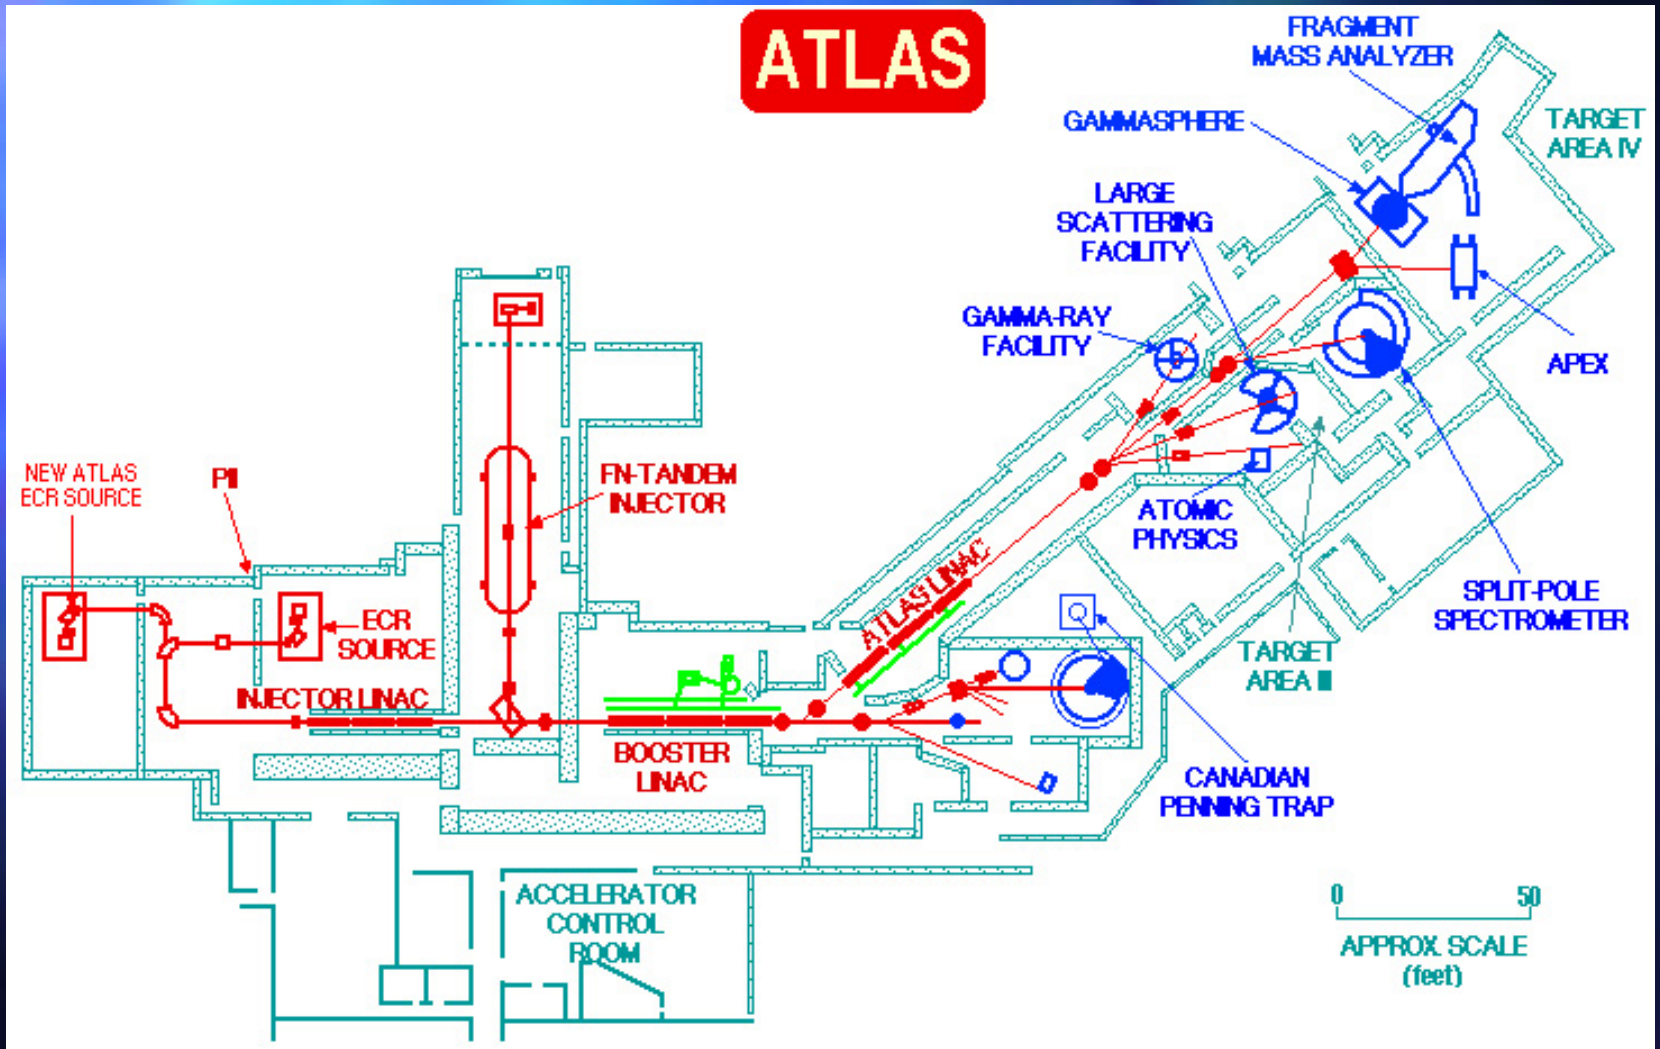 ATLAS
FRAGMENT
MASS ANALYZER
GAMMASPHERE
TARGET
AREA IV
LARGE
SCATTERING
FACILITY
GAMMA-RAY
FACILITY
APEX
NEW ATLAS
ECR SOURCE
PII
FN-TANDEM
INJECTOR
ATOMIC
PHYSICS
ATLAS LINAC
SPLIT-POLE
SPECTROMETER
ECR
SOURCE
TARGET
AREA III
INJECTOR LINAC
BOOSTER
LINAC
CANADIAN
PENNING TRAP
ACCELERATOR
CONTROL
ROOM
0 50
APPROX. SCALE
(feet)